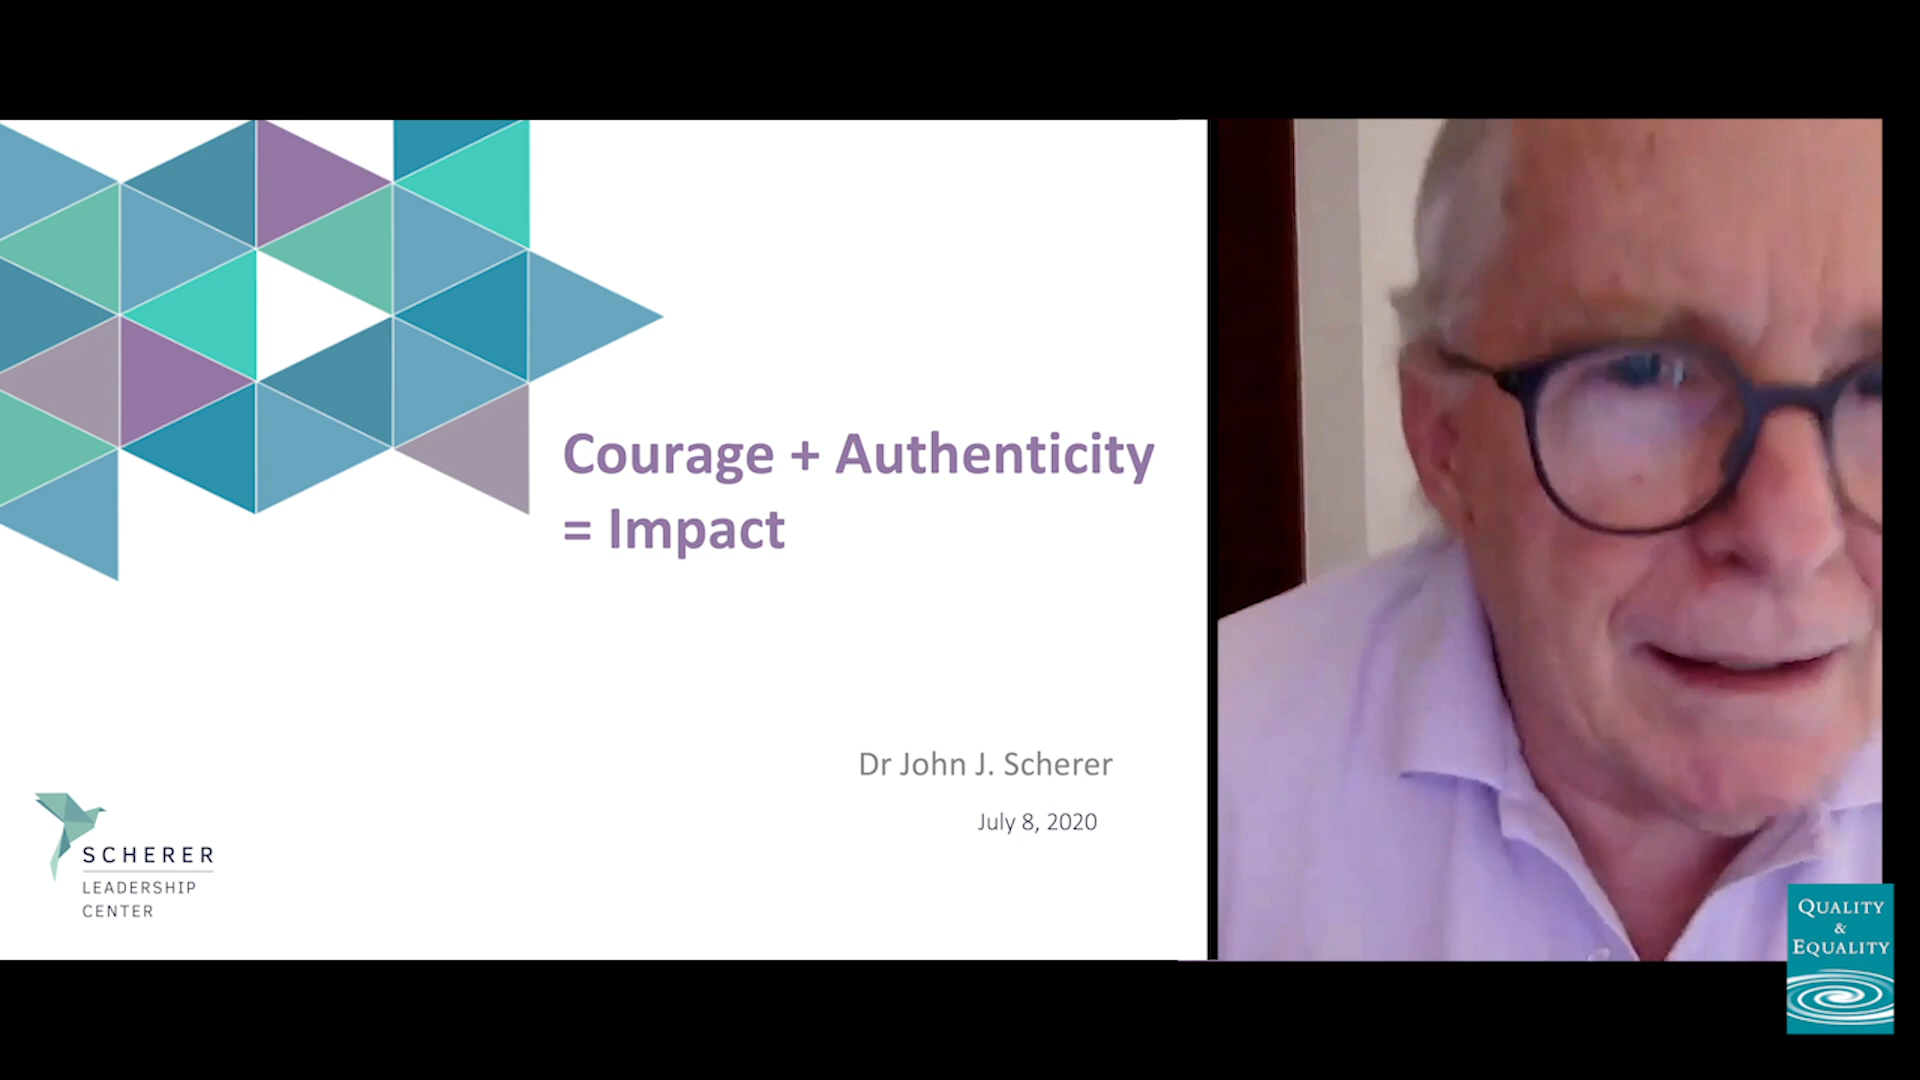 Courage + Authenticity
= Impact
Dr John J. Scherer
July 8, 2020
SCHERER
LEADERSHIP
CENTER
QUALITY
&
EQUALITY